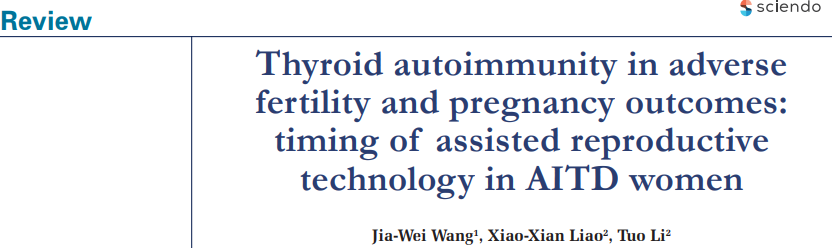 sciendo
Review
Thyroid autoimmunity in adverse
fertility and pregnancy outcomes:
timing of assisted reproductive
technology in AITD women
Jia-Wei Wang¹, Xiao-Xian Liao², Tuo Li²